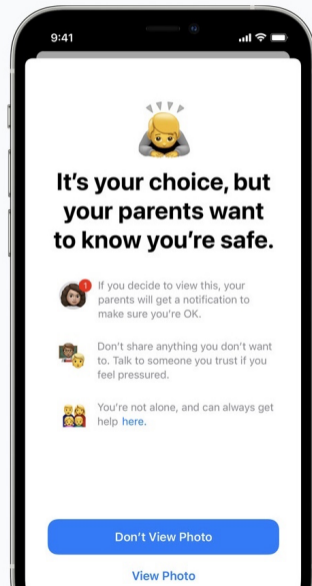 9:41
It's your choice, but
your parents want
to know you're safe.
1
If you decide to view this, your
parents will get a notification to
make sure you're OK.
Don't share anything you don't want
to. Talk to someone you trust if you
feel pressured.
You're not alone, and can always get
help here.
Don't View Photo
View Photo